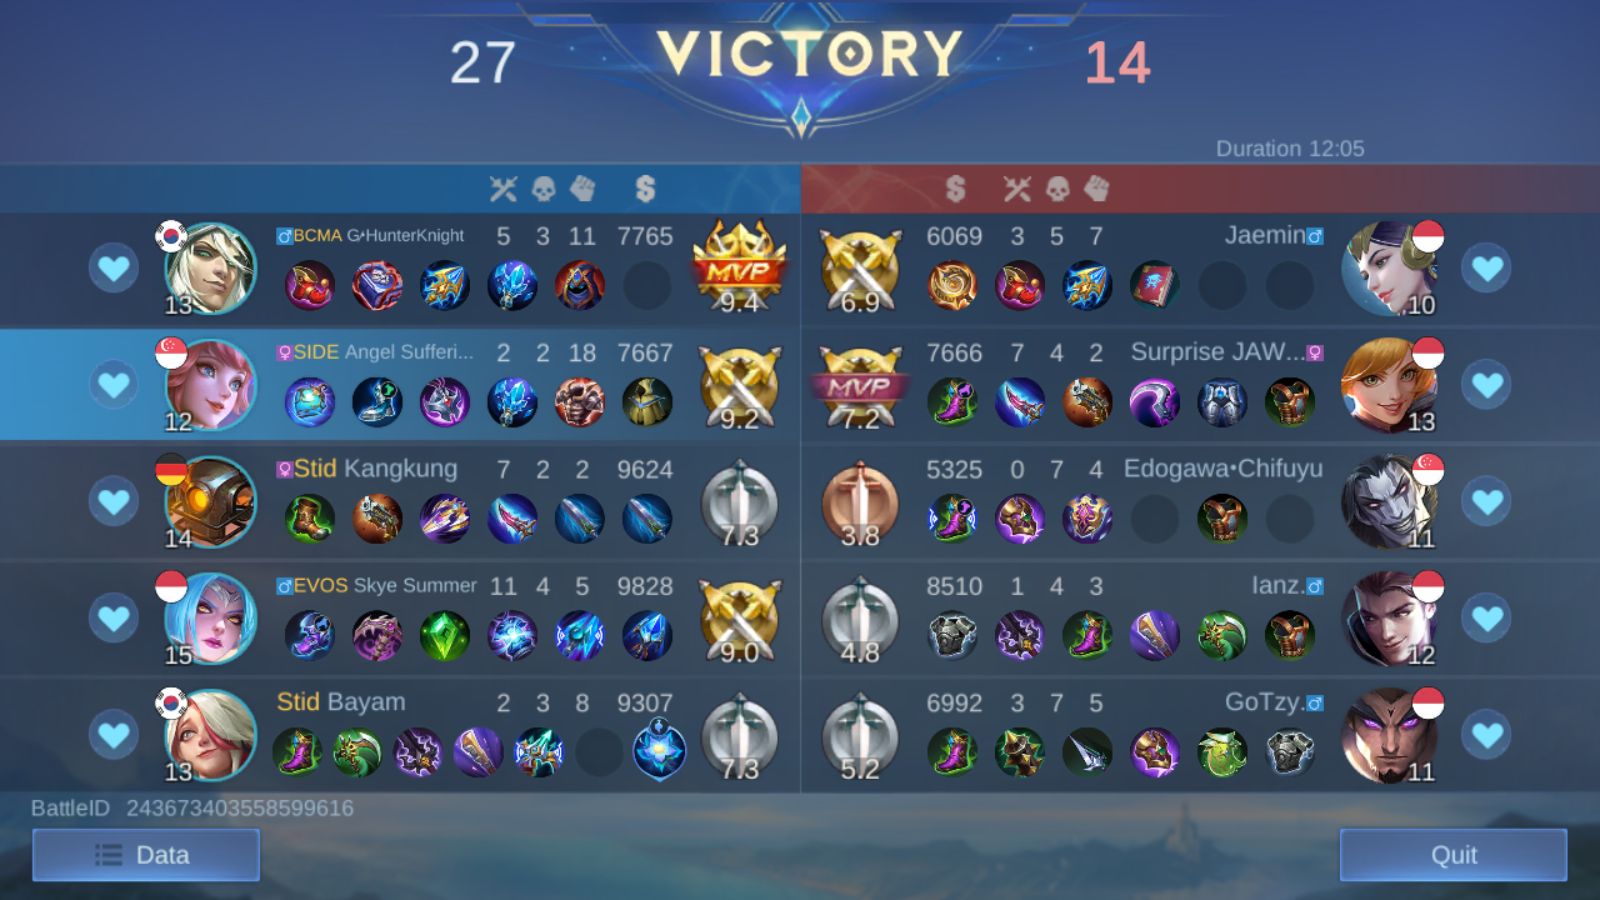 27 VICTORY 14
Duration 12:05
BCMA G•HunterKnight 5 3 11 7765 MVP 9.4 13
6.9 6069 3 5 7 Jaemin 10
SIDE Angel Sufferi... 2 2 18 7667 9.2 12
MVP 7.2 7666 7 4 2 Surprise JAW... 13
Stid Kangkung 7 2 2 9624 7.3 14
3.8 5325 0 7 4 Edogawa•Chifuyu 11
EVOS Skye Summer 11 4 5 9828 9.0 15
4.8 8510 1 4 3 lanz. 12
Stid Bayam 2 3 8 9307 7.3 13
5.2 6992 3 7 5 GoTzy. 11
BattleID 243673403558599616
Data
Quit